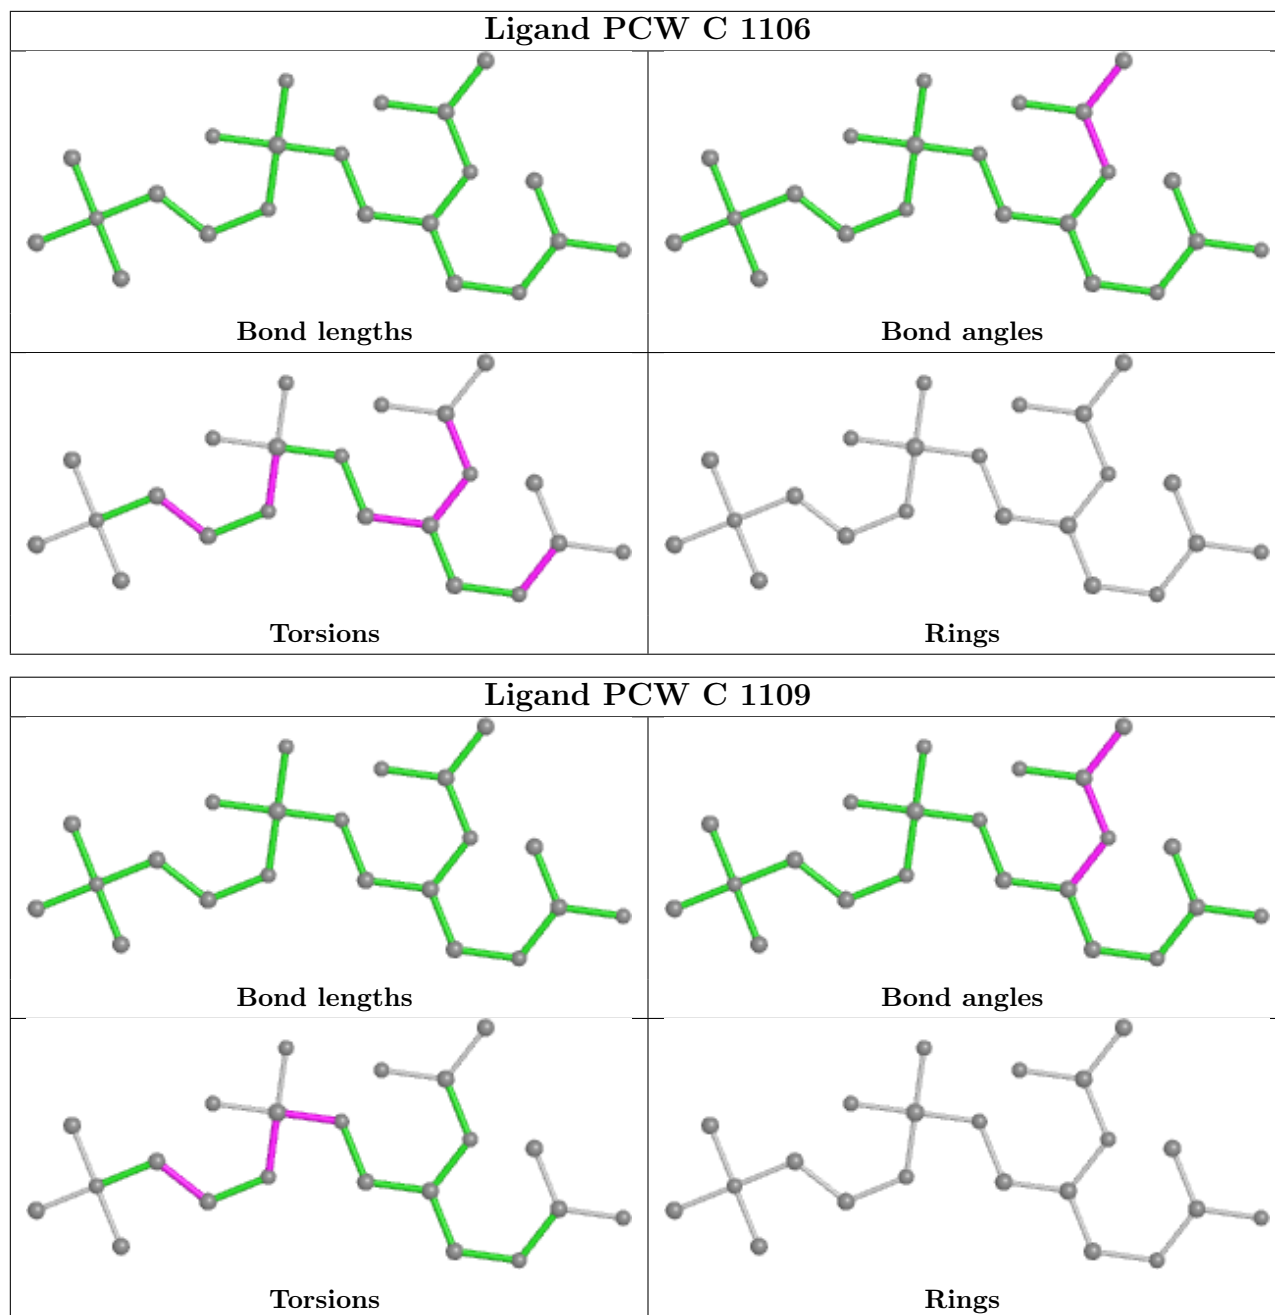 Ligand PCW C 1106
Bond lengths
Bond angles
Torsions
Rings
Ligand PCW C 1109
Bond lengths
Bond angles
Torsions
Rings